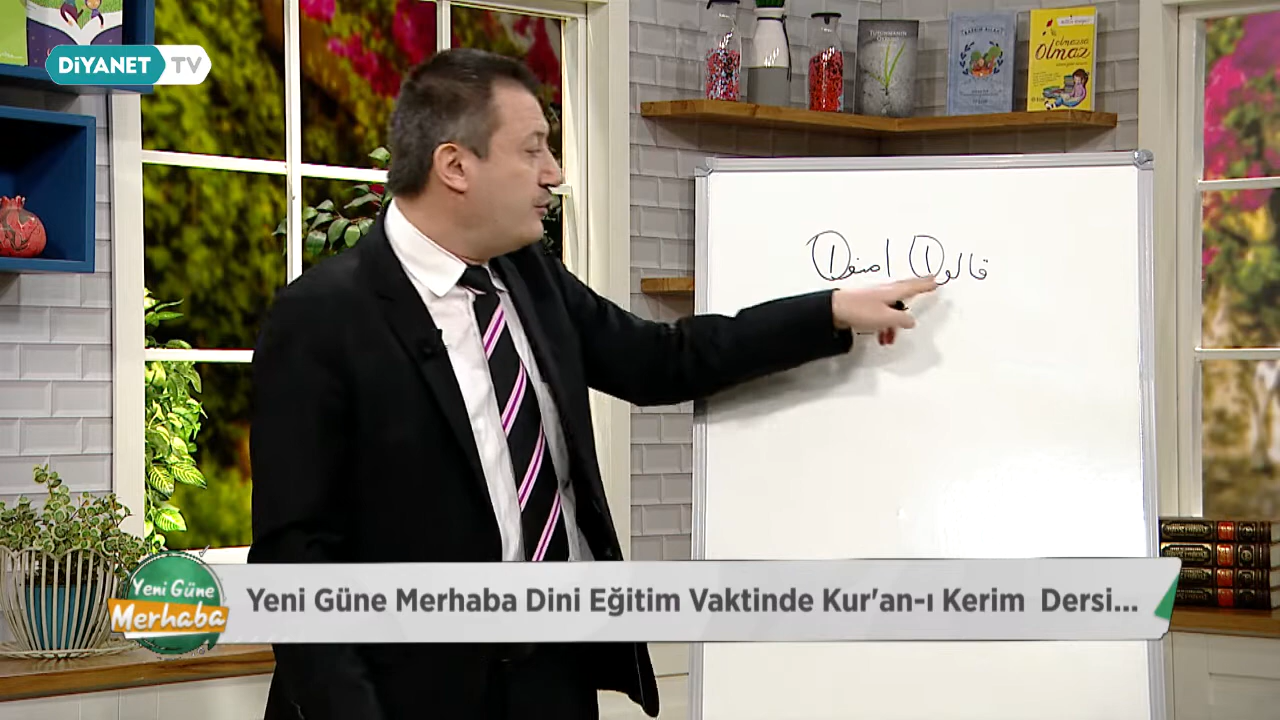 DİYANET TV
olmazsa
Olmaz
قالوا امنا
Yeni Güne
Merhaba
Yeni Güne Merhaba Dini Eğitim Vaktinde Kur'an-ı Kerim Dersi...